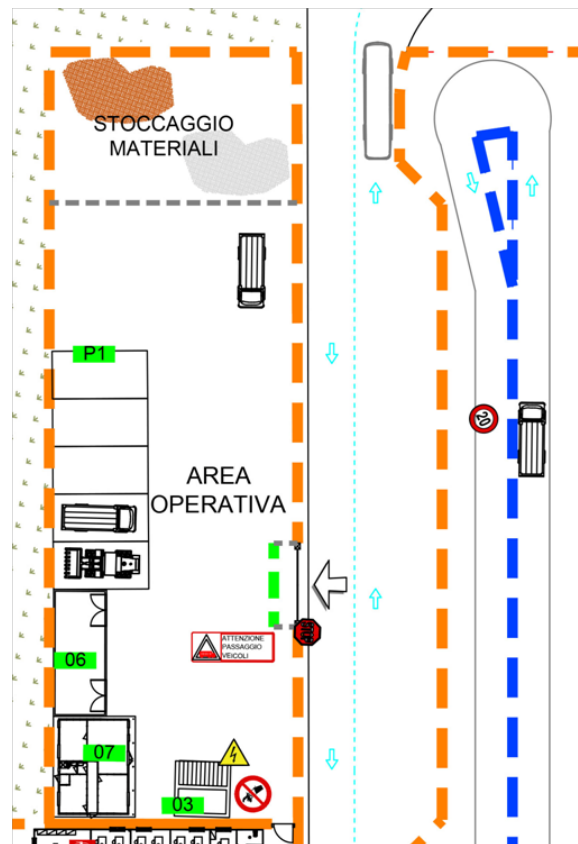 STOCCAGGIO
MATERIALI
P1
20
AREA
OPERATIVA
ATTENZIONE
PASSAGGIO
VEICOLI
06
07
03